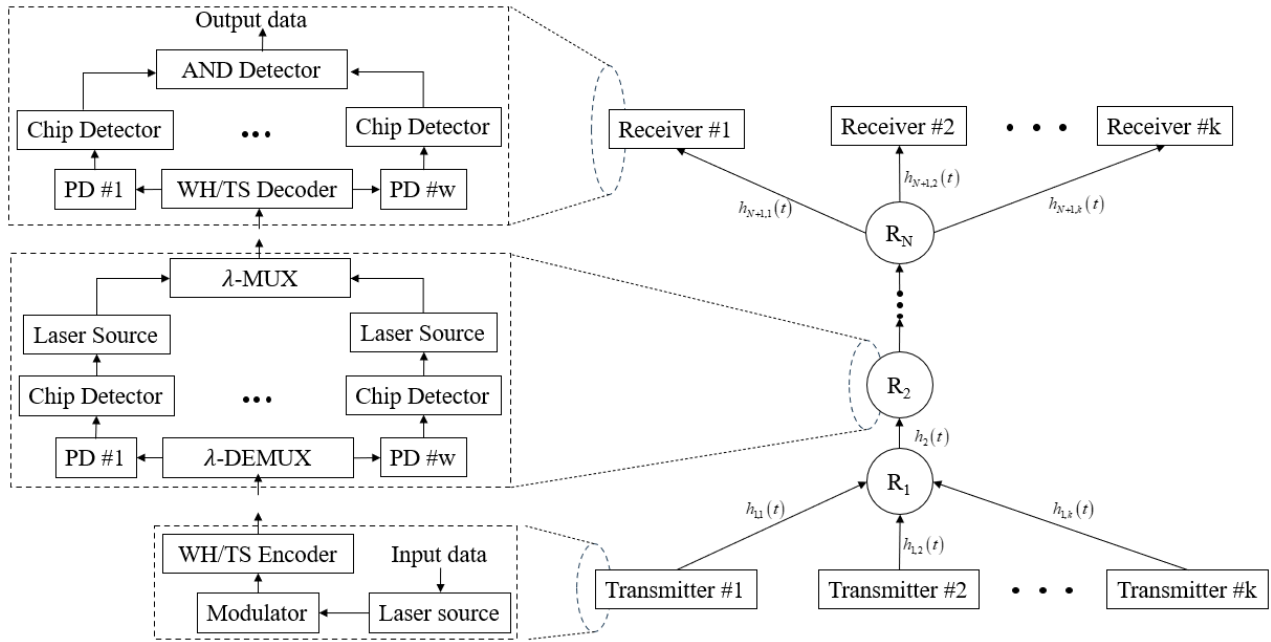 Output data
AND Detector
Chip Detector
...
Chip Detector
PD #1
WH/TS Decoder
PD #w
λ-MUX
Laser Source
Laser Source
Chip Detector
...
Chip Detector
PD #1
λ-DEMUX
PD #w
WH/TS Encoder
Input data
Modulator
Laser source
Receiver #1
Receiver #2
...
Receiver #k
h_{N+1,1}(t)
h_{N+1,2}(t)
h_{N+1,k}(t)
R_N
R_2
h_2(t)
R_1
h_{1,1}(t)
h_{1,2}(t)
h_{1,k}(t)
Transmitter #1
Transmitter #2
...
Transmitter #k